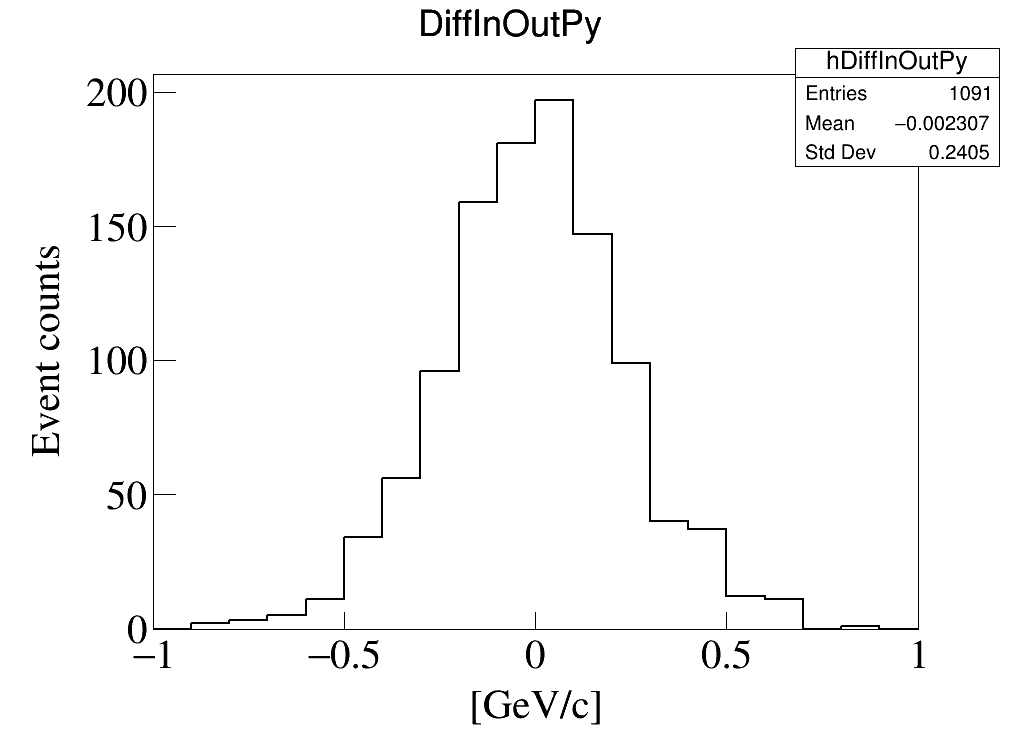 DiffInOutPy
hDiffInOutPy
Entries 1091
Mean −0.002307
Std Dev 0.2405
200
150
100
50
0
Event counts
−1 −0.5 0 0.5 1
[GeV/c]